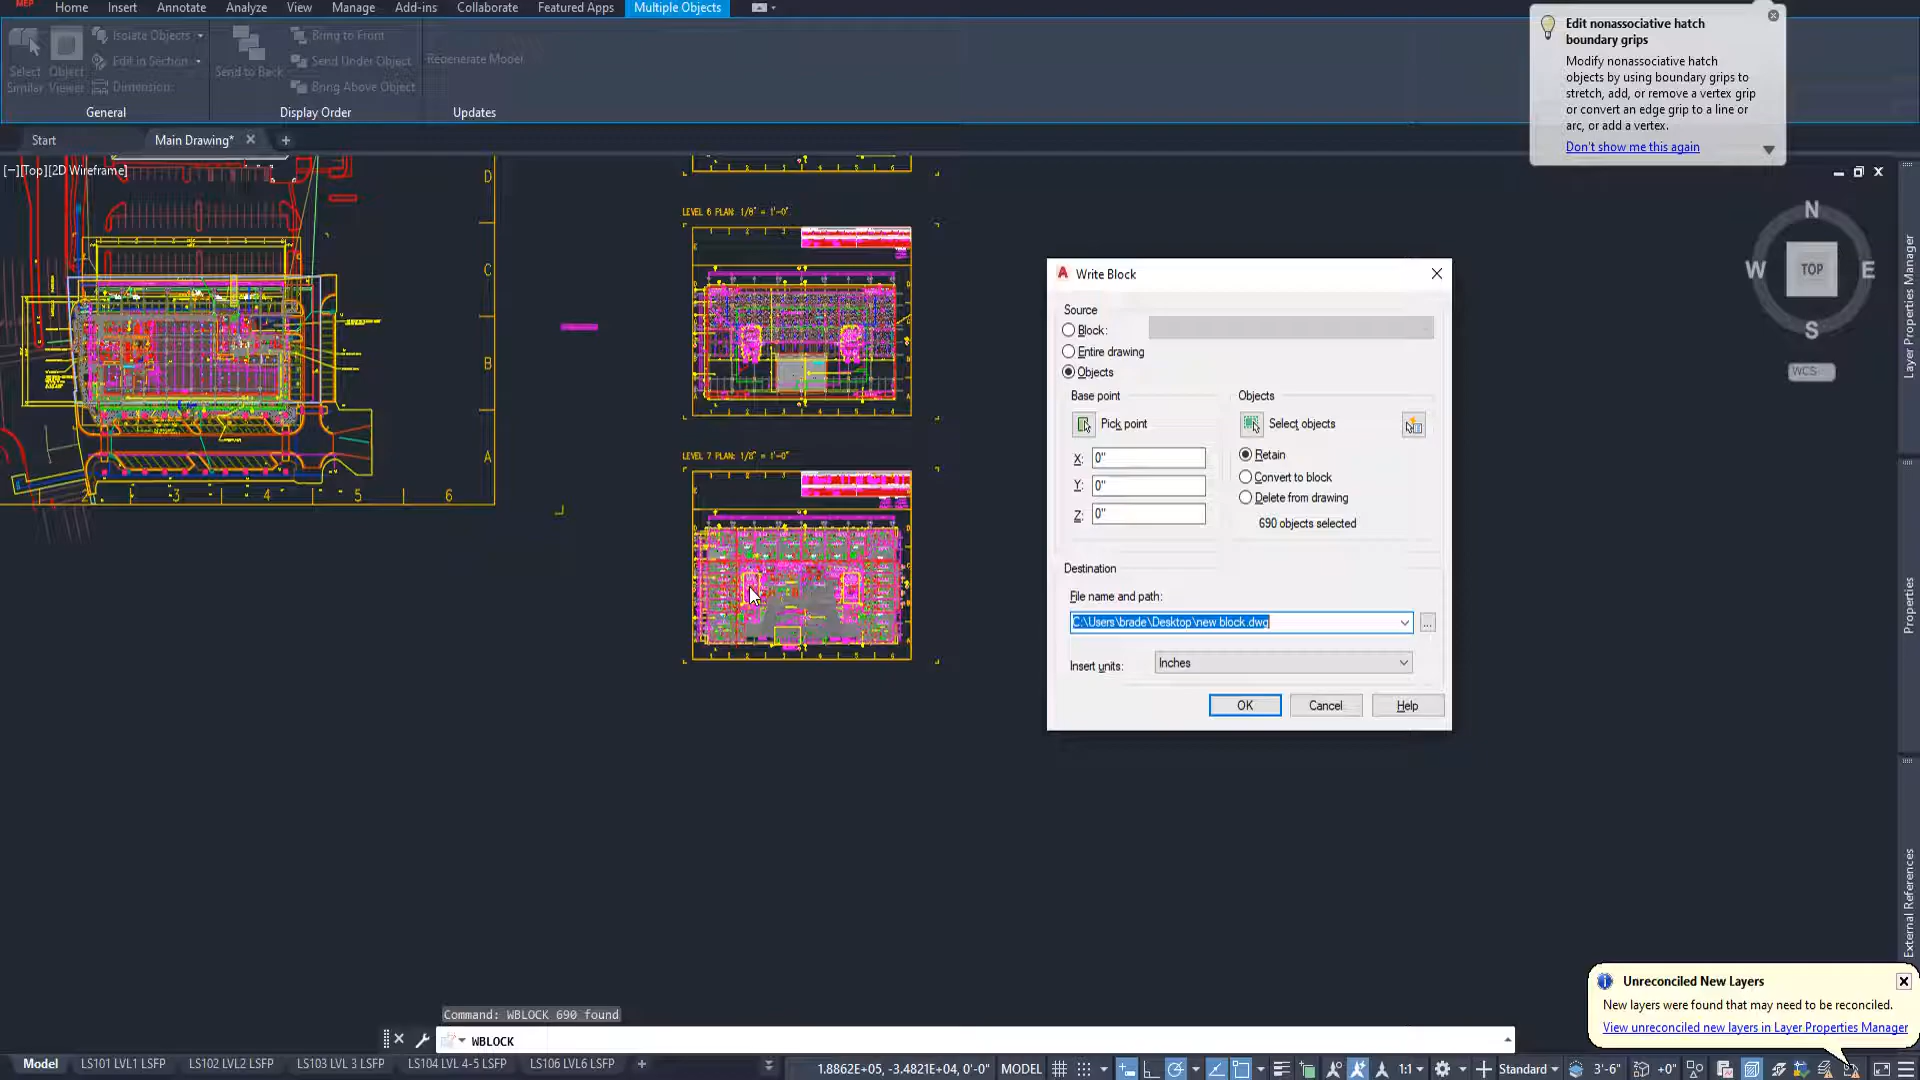 MEP
Home Insert Annotate Analyze View Manage Add-ins Collaborate Featured Apps Multiple Objects
Select Similar
Object Viewer
Isolate Objects
Edit in Section
Dimension
General
Send to Back
Bring to Front
Send Under Object
Bring Above Object
Display Order
Regenerate Model
Updates
Edit nonassociative hatch
boundary grips
Modify nonassociative hatch
objects by using boundary grips to
stretch, add, or remove a vertex grip
or convert an edge grip to a line or
arc, or add a vertex.
Don't show me this again
Start Main Drawing*
[−][Top][2D Wireframe]
D
C
B
A
2 3 4 5 6
LEVEL 6 PLAN: 1/8" = 1'-0"
LEVEL 7 PLAN: 1/8" = 1'-0"
N
W TOP E
S
WCS
Layer Properties Manager
Properties
External References
Write Block
Source
Block:
Entire drawing
Objects
Base point
Pick point
X: 0"
Y: 0"
Z: 0"
Objects
Select objects
Retain
Convert to block
Delete from drawing
690 objects selected
Destination
File name and path:
C:\Users\brade\Desktop\new block.dwg
...
Insert units: Inches
OK Cancel Help
Unreconciled New Layers
New layers were found that may need to be reconciled.
View unreconciled new layers in Layer Properties Manager
Command: WBLOCK 690 found
WBLOCK
Model LS101 LVL1 LSFP LS102 LVL2 LSFP LS103 LVL 3 LSFP LS104 LVL 4-5 LSFP LS106 LVL6 LSFP
1.8862E+05, -3.4821E+04, 0'-0" MODEL 1:1 Standard 3'-6" +0"